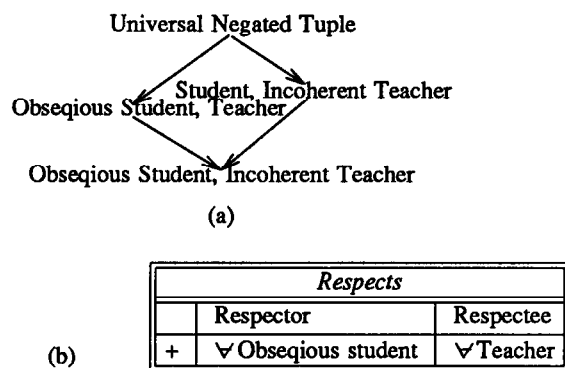 Universal Negated Tuple
Student, Incoherent Teacher
Obseqious Student, Teacher
Obseqious Student, Incoherent Teacher
(a)
Respects
Respector Respectee
(b) + ∀ Obseqious student ∀ Teacher